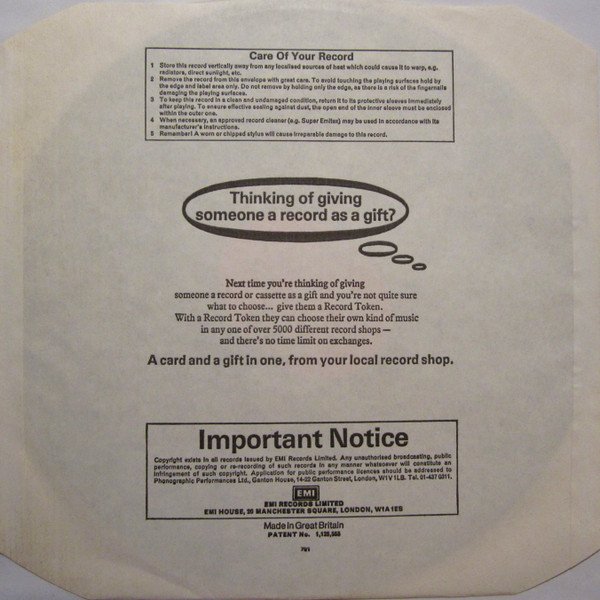 Care Of Your Record
1 Store this record vertically away from any localised sources of heat which could cause it to warp, e.g.
radiators, direct sunlight, etc.
2 Remove the record from this envelope with great care. To avoid touching the playing surfaces hold by
the edge and label area only. Do not remove by holding only the edge, as there is a risk of the fingernails
damaging the playing surfaces.
3 To keep this record in a clean and undamaged condition, return it to its protective sleeves immediately
after playing. To ensure effective sealing against dust, the open end of the inner sleeve must be enclosed
within the outer one.
4 When necessary, an approved record cleaner (e.g. Super Emitex) may be used in accordance with its
manufacturer's instructions.
5 Remember! A worn or chipped stylus will cause irreparable damage to this record.
Thinking of giving
someone a record as a gift?
Next time you're thinking of giving
someone a record or cassette as a gift and you're not quite sure
what to choose... give them a Record Token.
With a Record Token they can choose their own kind of music
in any one of over 5000 different record shops —
and there's no time limit on exchanges.
A card and a gift in one, from your local record shop.
Important Notice
Copyright exists in all records issued by EMI Records Limited. Any unauthorised broadcasting, public
performance, copying or re-recording of such records in any manner whatsoever will constitute an
infringement of such copyright. Application for public performance licences should be addressed to
Phonographic Performances Ltd., Ganton House, 14-22 Ganton Street, London, W1V 1LB. Tel. 01-437 0311.
EMI
EMI RECORDS LIMITED
EMI HOUSE, 20 MANCHESTER SQUARE, LONDON, W1A 1ES
Made in Great Britain
PATENT No.